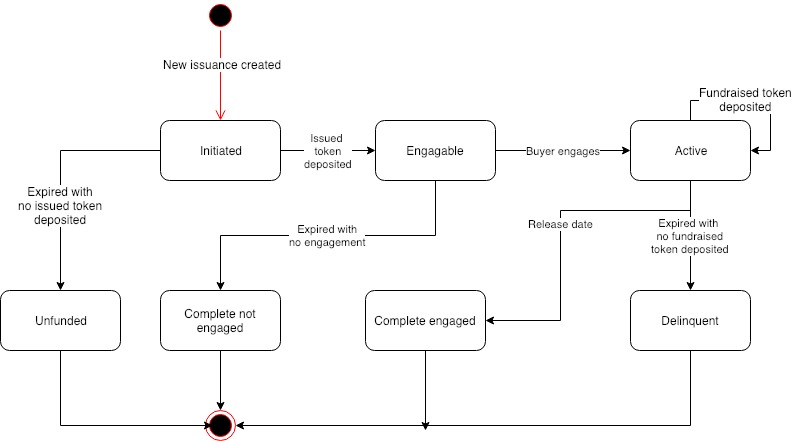 New issuance created
Fundraised token
deposited
Initiated
Issued
token
deposited
Engagable
Buyer engages
Active
Expired with
no issued token
deposited
Expired with
no engagement
Release date
Expired with
no fundraised
token deposited
Unfunded
Complete not
engaged
Complete engaged
Delinquent